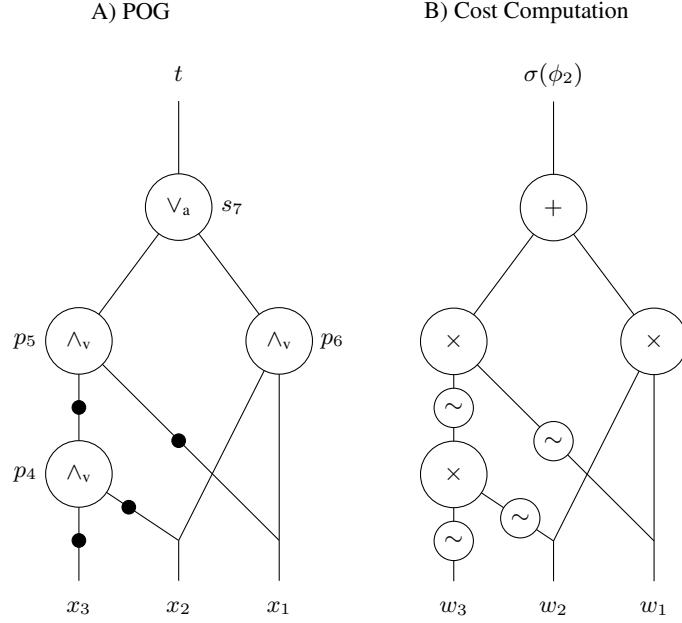 A) POG
B) Cost Computation
t
σ(ϕ₂)
∨ₐ s₇
+
p₅ ∧ᵥ
∧ᵥ p₆
×
×
~
~
p₄ ∧ᵥ
×
~
~
x₃ x₂ x₁
w₃ w₂ w₁